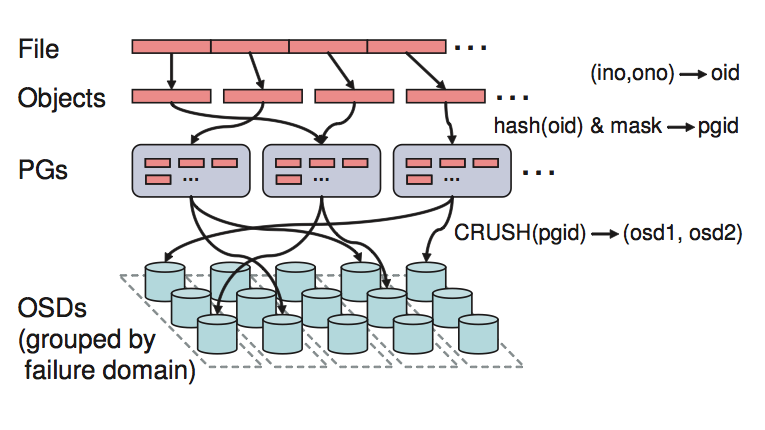 File
...
(ino,ono) → oid
Objects
...
hash(oid) & mask → pgid
PGs
...
...
...
...
CRUSH(pgid) → (osd1, osd2)
OSDs
(grouped by
failure domain)